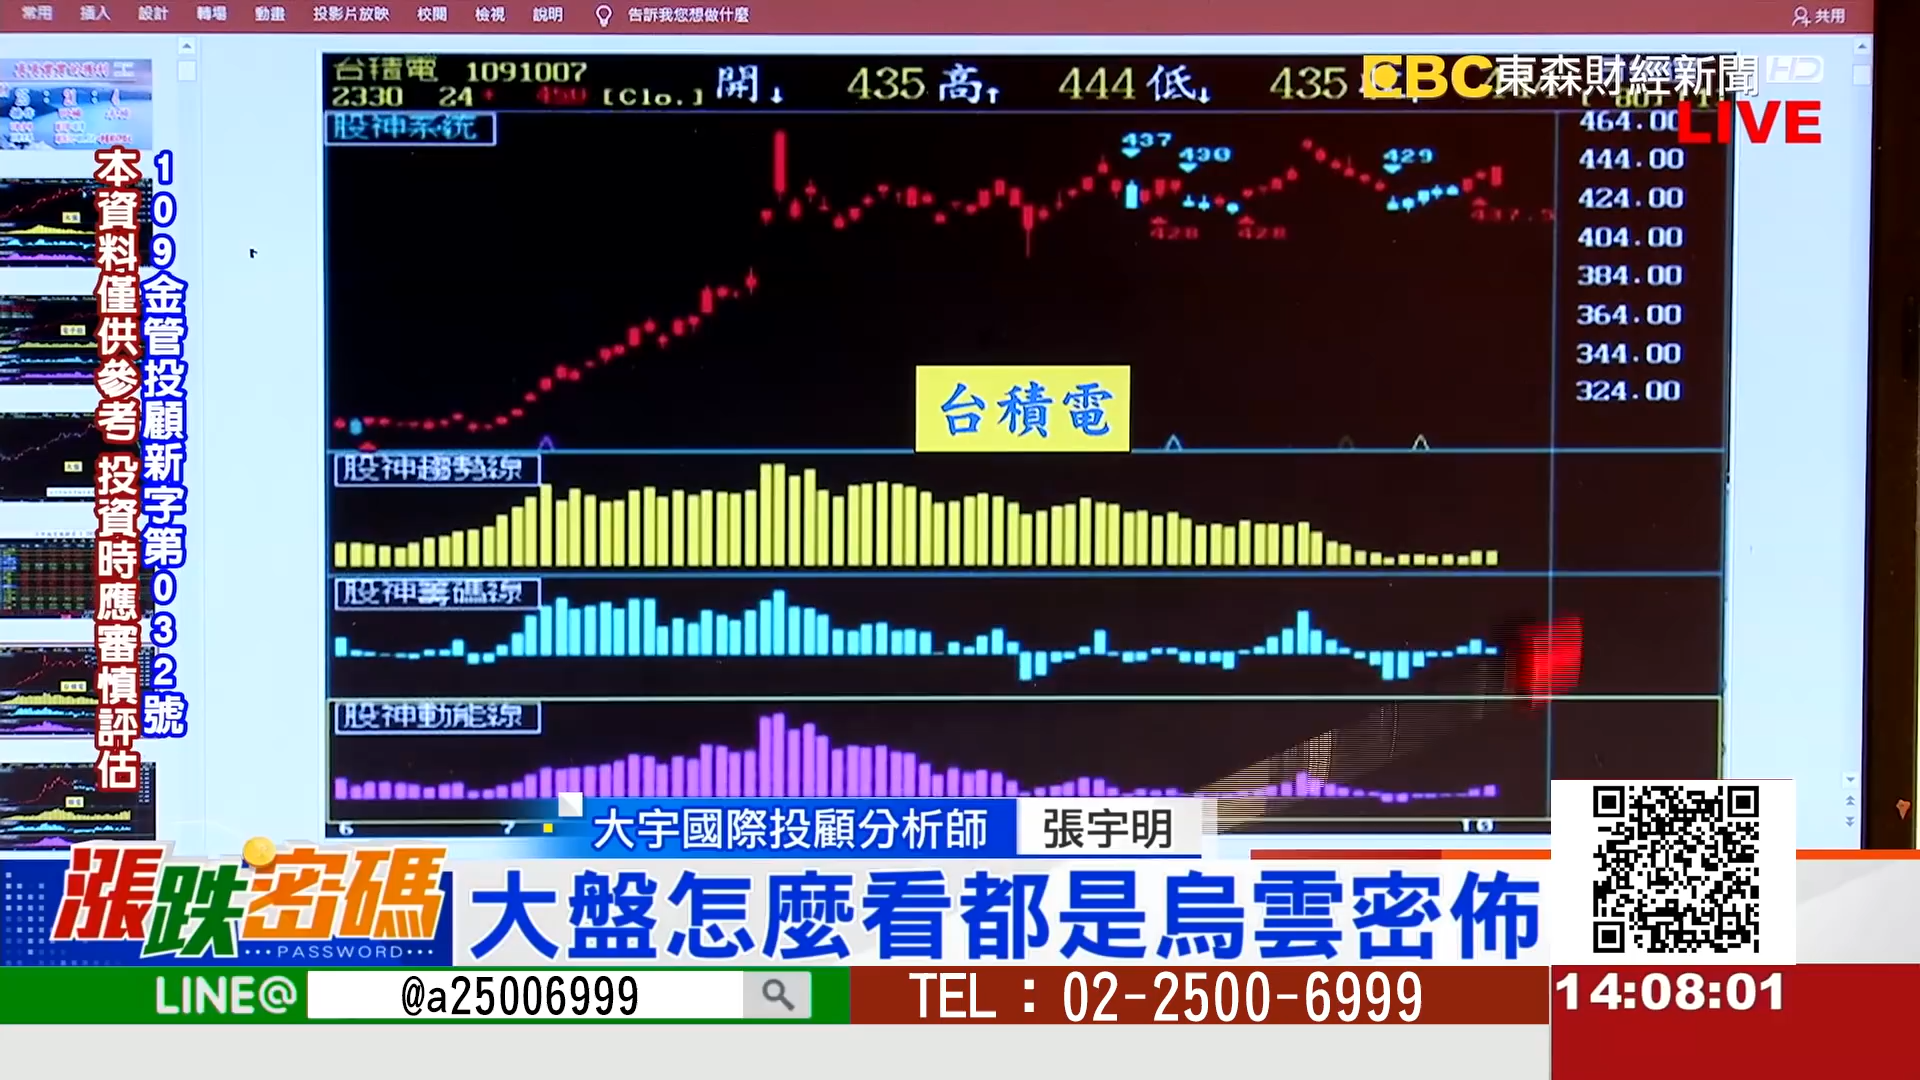 常用 插入 設計 轉場 動畫 投影片放映 校閱 檢視 說明 告訴我您想做什麼 共用
台積電 1091007
2330 24 [Clo.] 開↓ 435 高↑ 444 低↓ 435
EBC東森財經新聞 HD
LIVE
股神系統
464.00
444.00
424.00
404.00
384.00
364.00
344.00
324.00
437
430
429
428
428
437.5
台積電
股神趨勢線
股神籌碼線
股神動能線
6 7
109金管投顧新字第032號
本資料僅供參考 投資時應審慎評估
大宇國際投顧分析師 張宇明
漲跌密碼
PASSWORD
大盤怎麼看都是烏雲密佈
LINE@ @a25006999
TEL：02-2500-6999
14:08:01